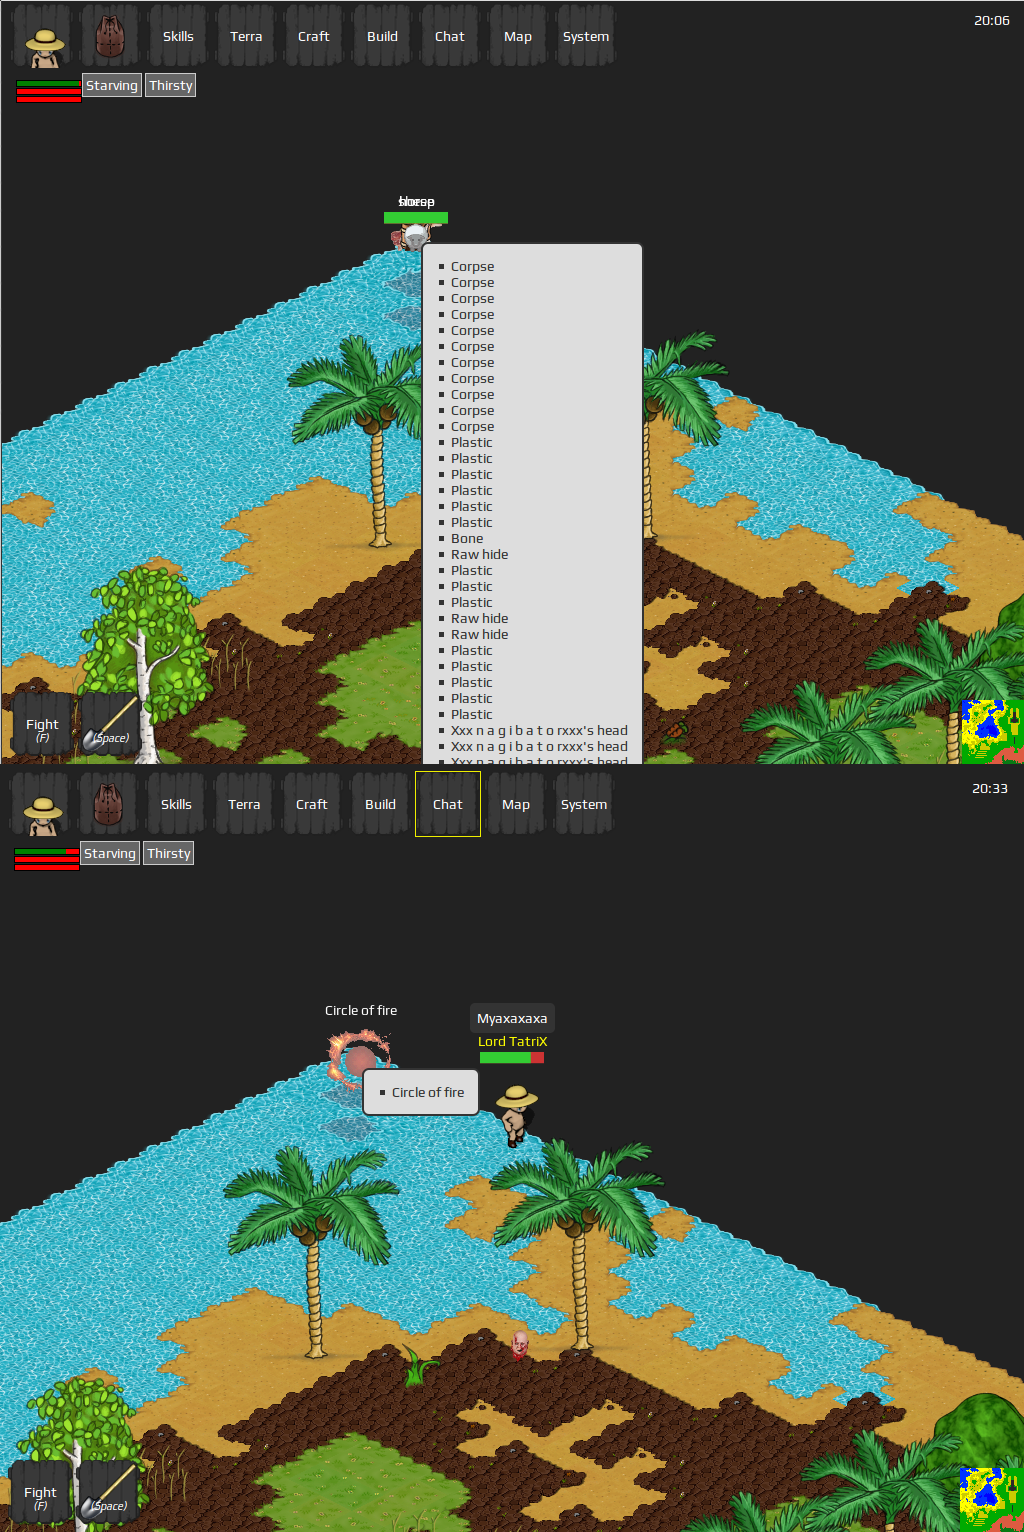 Skills Terra Craft Build Chat Map System 20:06
Starving Thirsty
Corpse
Corpse
Corpse
Corpse
Corpse
Corpse
Corpse
Corpse
Corpse
Corpse
Corpse
Plastic
Plastic
Plastic
Plastic
Plastic
Plastic
Bone
Raw hide
Plastic
Plastic
Plastic
Raw hide
Raw hide
Plastic
Plastic
Plastic
Plastic
Plastic
Xxx n a g i b a t o rxxx's head
Xxx n a g i b a t o rxxx's head
Xxx n a g i b a t o rxxx's head
Fight
(F)
(Space)
Skills Terra Craft Build Chat Map System 20:33
Starving Thirsty
Circle of fire
Myaxaxaxa
Lord TatriX
Circle of fire
Fight
(F)
(Space)